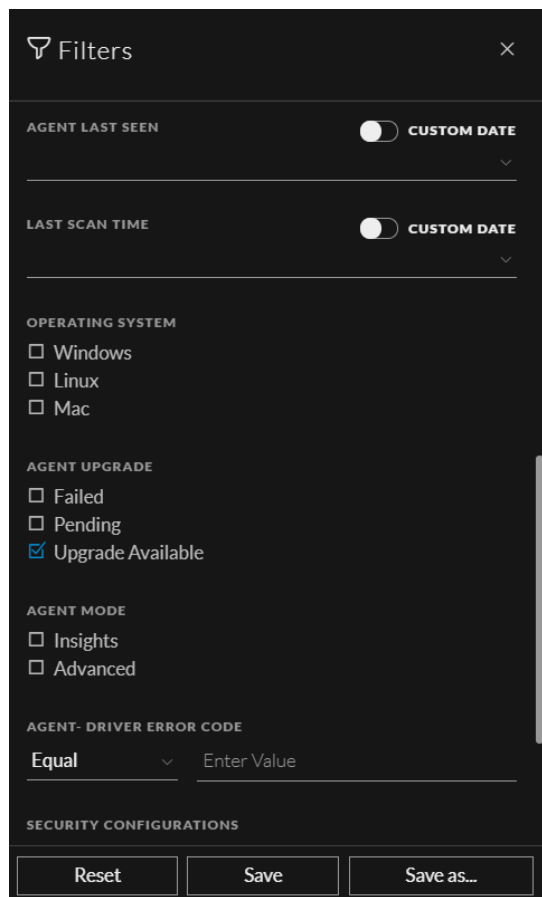 Filters
AGENT LAST SEEN
CUSTOM DATE
LAST SCAN TIME
CUSTOM DATE
OPERATING SYSTEM
Windows
Linux
Mac
AGENT UPGRADE
Failed
Pending
Upgrade Available
AGENT MODE
Insights
Advanced
AGENT- DRIVER ERROR CODE
Equal Enter Value
SECURITY CONFIGURATIONS
Reset Save Save as...